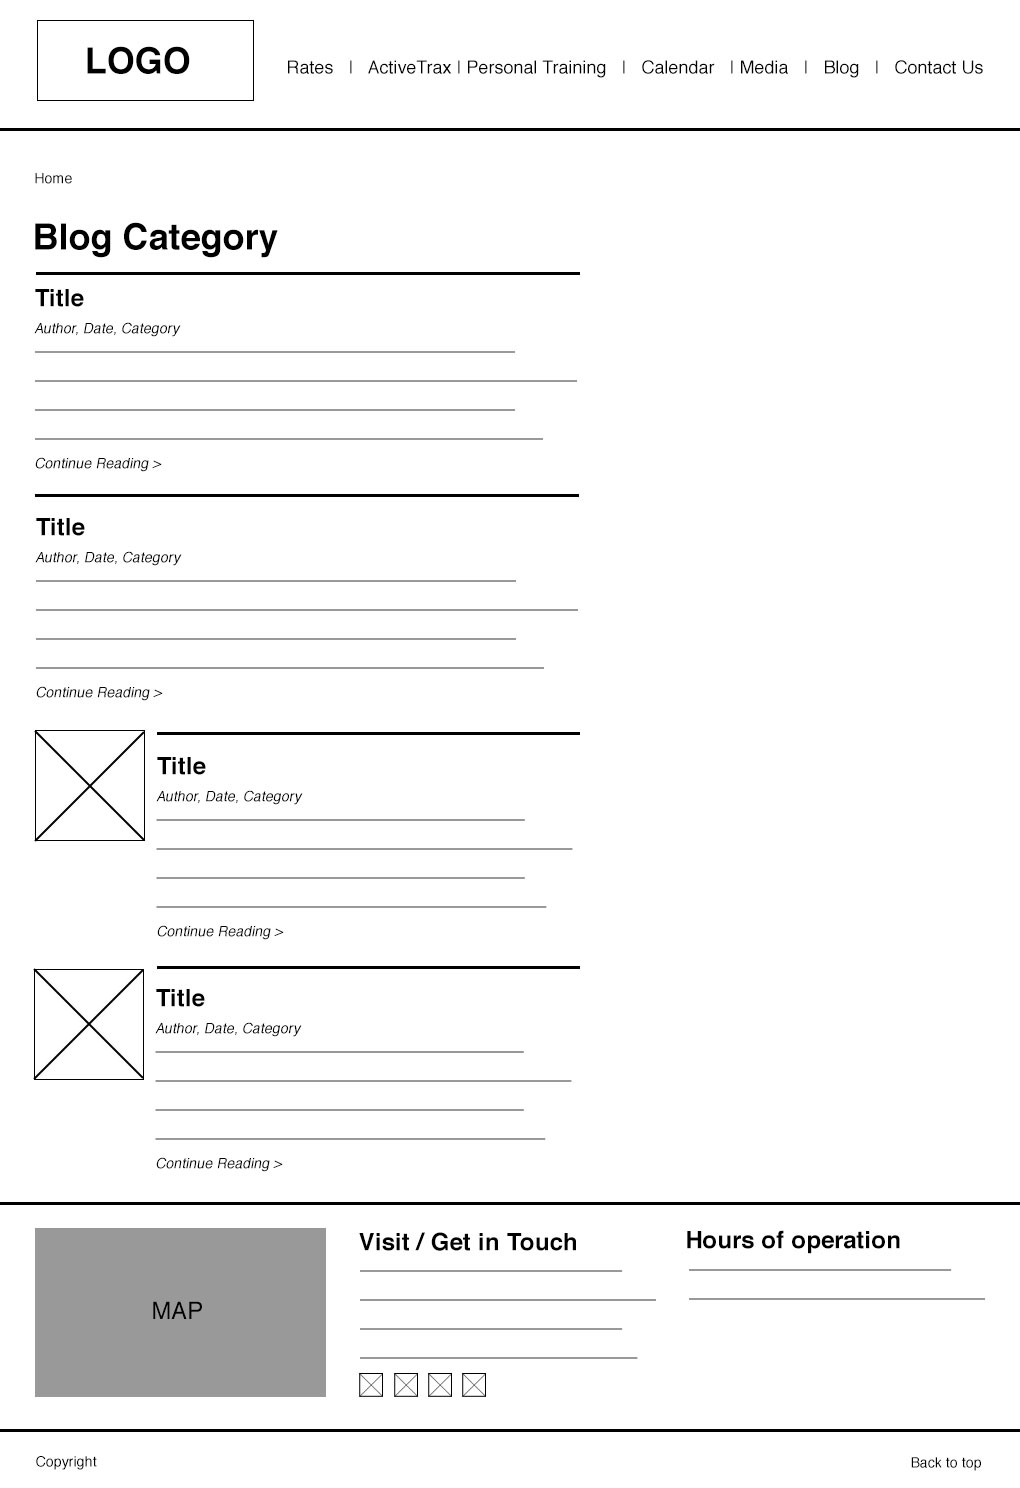 LOGO
Rates | ActiveTrax | Personal Training | Calendar | Media | Blog | Contact Us
Home
Blog Category
Title
Author, Date, Category
Continue Reading >
Title
Author, Date, Category
Continue Reading >
Title
Author, Date, Category
Continue Reading >
Title
Author, Date, Category
Continue Reading >
MAP
Visit / Get in Touch
Hours of operation
Copyright
Back to top